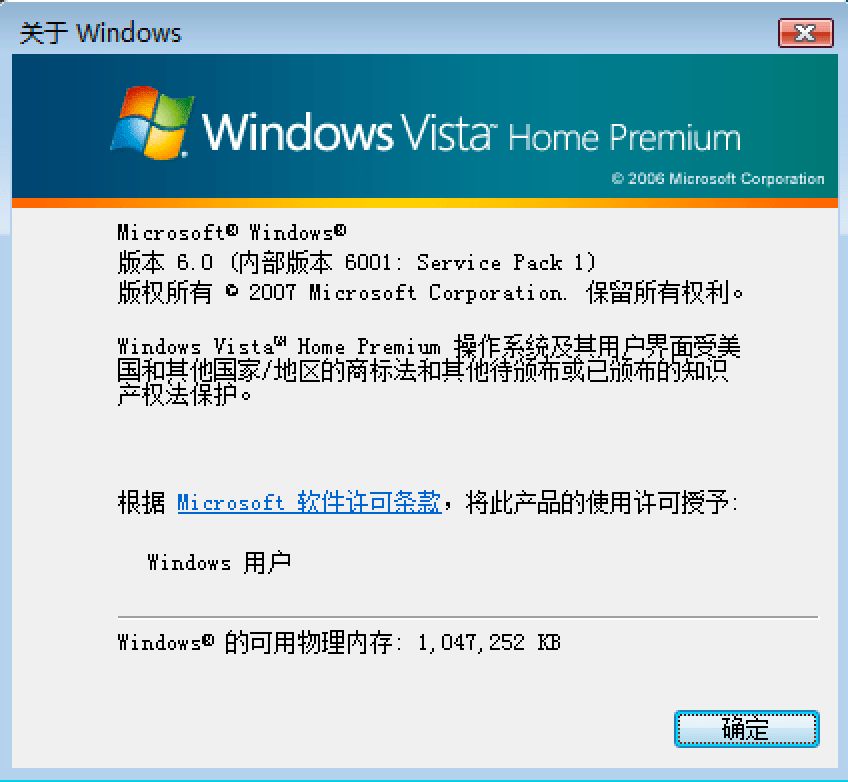 关于 Windows
Windows Vista™ Home Premium
© 2006 Microsoft Corporation
Microsoft® Windows®
版本 6.0 (内部版本 6001: Service Pack 1)
版权所有 © 2007 Microsoft Corporation. 保留所有权利。
Windows Vista™ Home Premium 操作系统及其用户界面受美
国和其他国家/地区的商标法和其他待颁布或已颁布的知识
产权法保护。
根据 Microsoft 软件许可条款，将此产品的使用许可授予:
Windows 用户
Windows® 的可用物理内存: 1,047,252 KB
确定